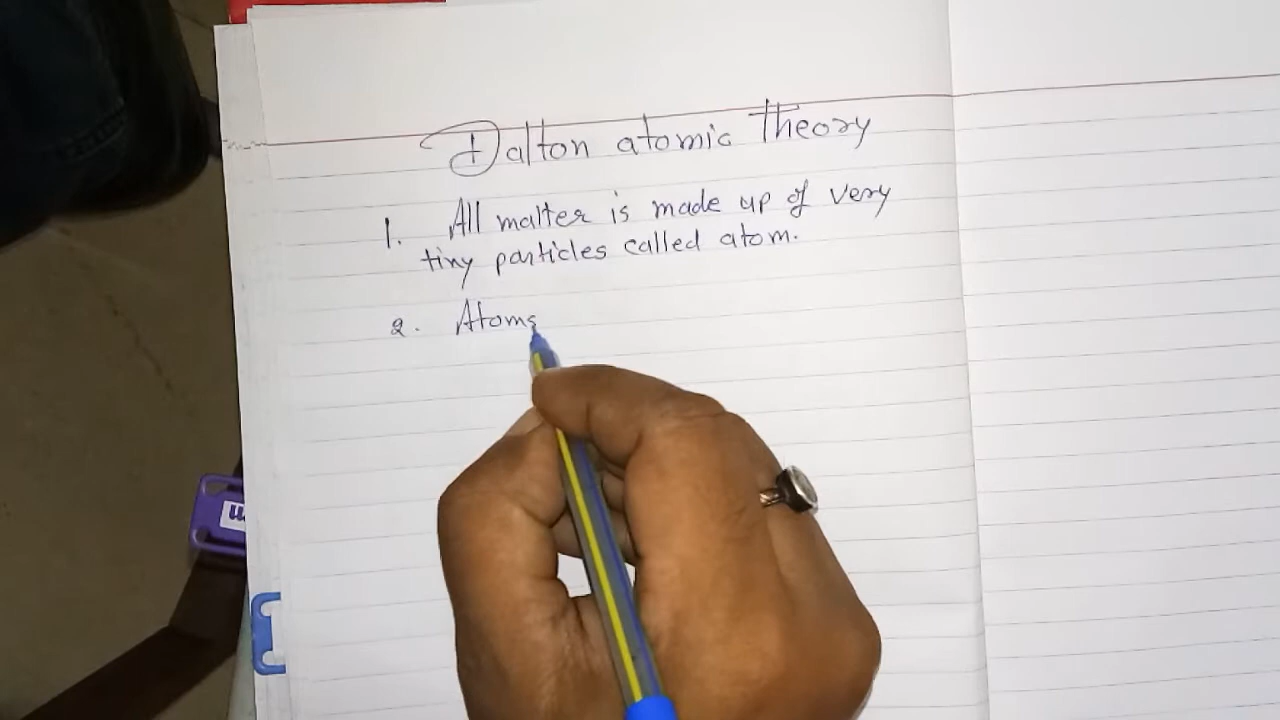 Dalton atomic Theory
1. All matter is made up of very
tiny particles called atom.
2. Atoms